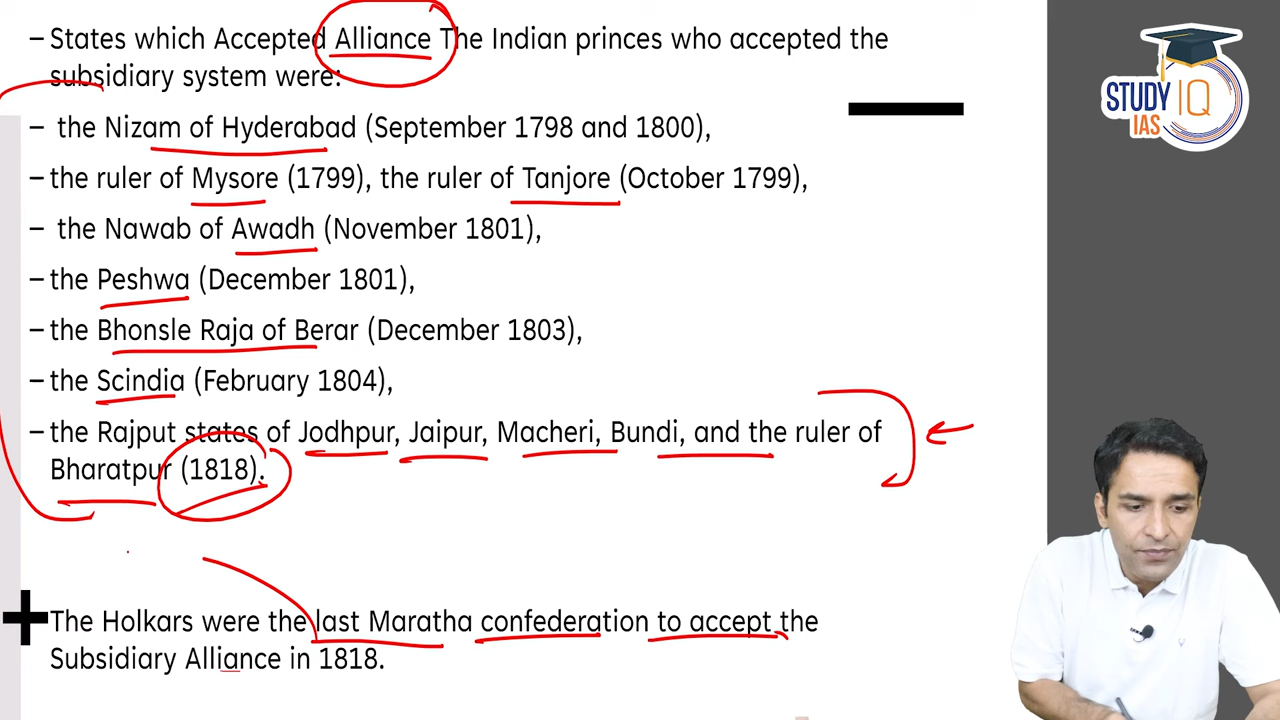 – States which Accepted Alliance The Indian princes who accepted the
subsidiary system were:
– the Nizam of Hyderabad (September 1798 and 1800),
– the ruler of Mysore (1799), the ruler of Tanjore (October 1799),
– the Nawab of Awadh (November 1801),
– the Peshwa (December 1801),
– the Bhonsle Raja of Berar (December 1803),
– the Scindia (February 1804),
– the Rajput states of Jodhpur, Jaipur, Macheri, Bundi, and the ruler of
Bharatpur (1818).
The Holkars were the last Maratha confederation to accept the
Subsidiary Alliance in 1818.
STUDY IQ
IAS